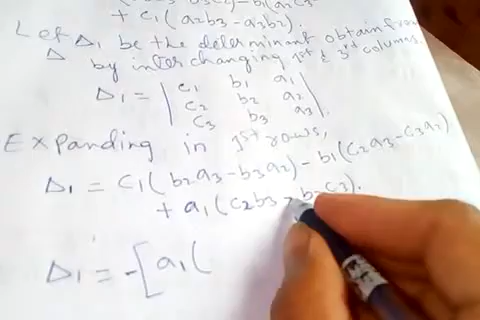 + c1(a2b3 - a3b2).
Let Δ1 be the determinant obtain from
Δ by interchanging 1st & 3rd columns.
Δ1 = | c1 b1 a1 |
c2 b2 a2
c3 b3 a3 .
Expanding in 1st rows,
Δ1 = c1(b2a3 - b3a2) - b1(c2a3 - c3a2)
+ a1(c2b3 - b2c3).
Δ1 = -[a1(